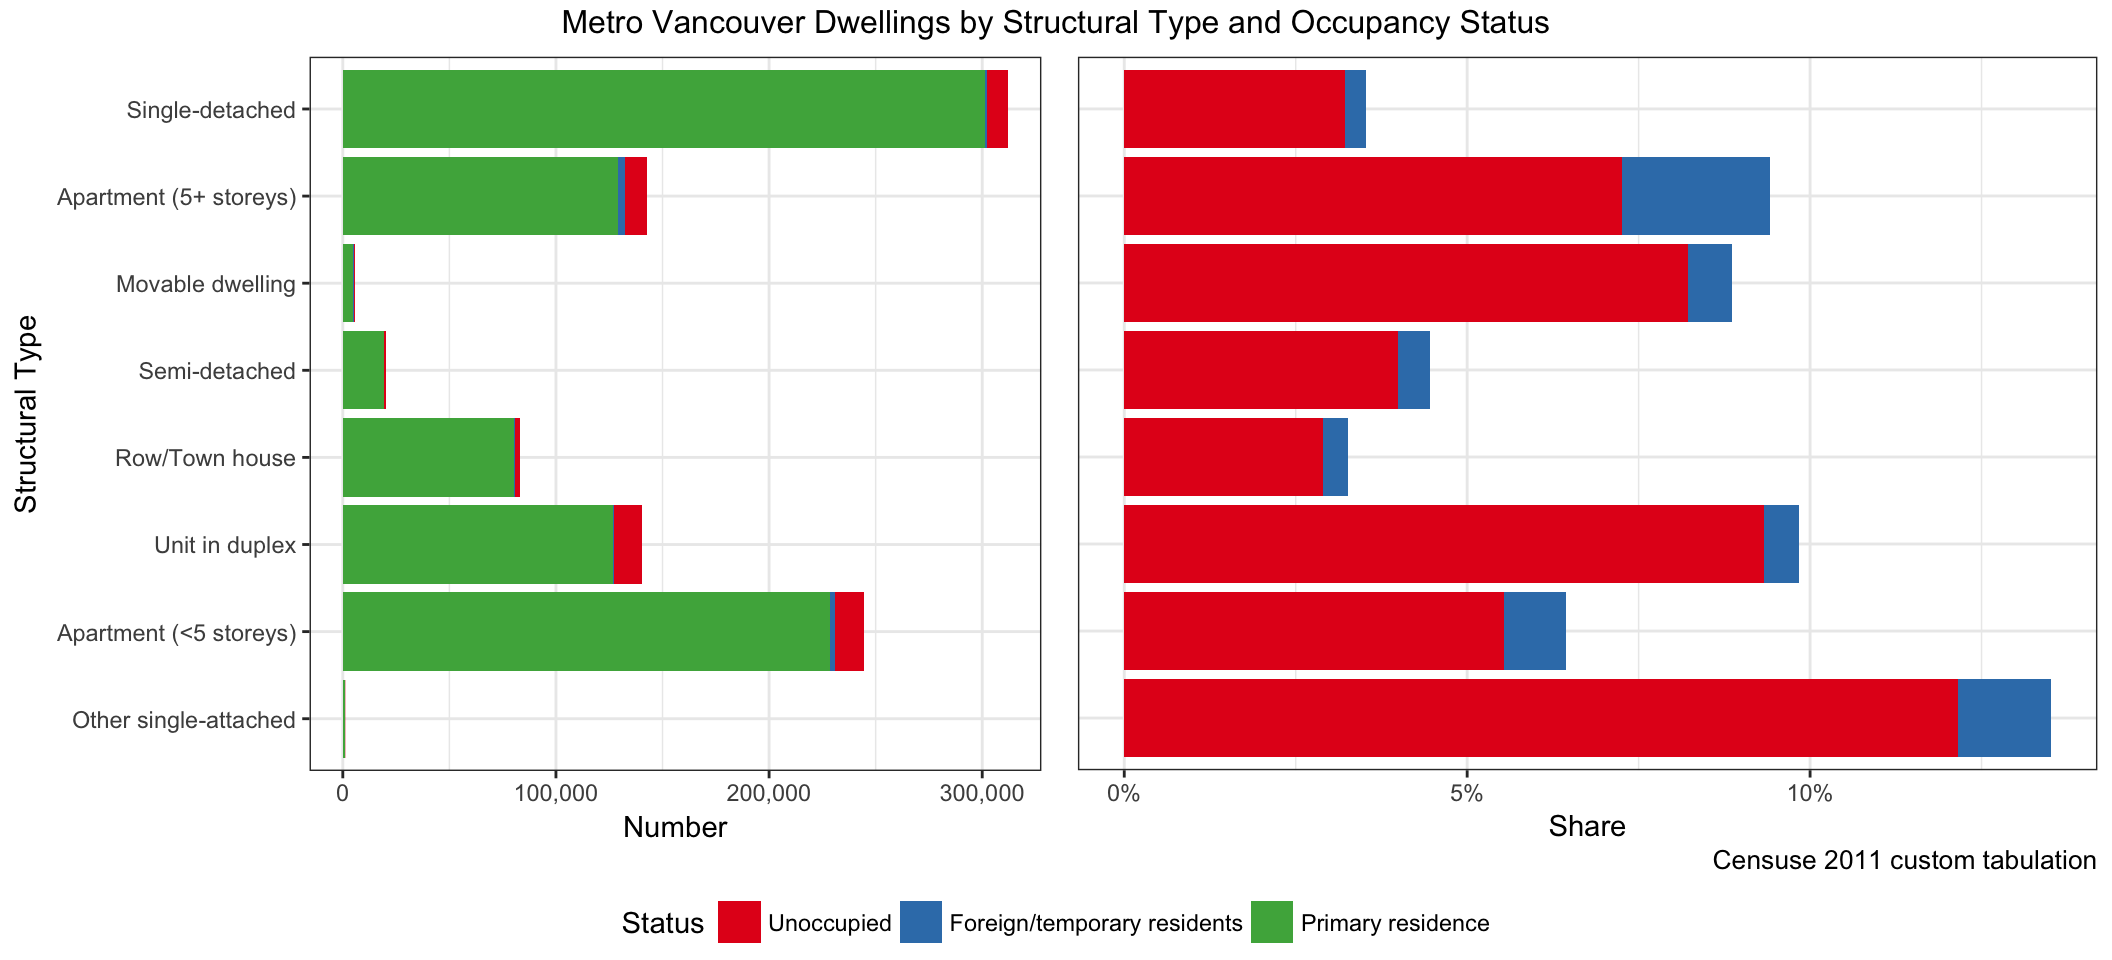 Metro Vancouver Dwellings by Structural Type and Occupancy Status
Structural Type
Single-detached
Apartment (5+ storeys)
Movable dwelling
Semi-detached
Row/Town house
Unit in duplex
Apartment (<5 storeys)
Other single-attached
0 100,000 200,000 300,000
Number
0% 5% 10%
Share
Censuse 2011 custom tabulation
Status Unoccupied Foreign/temporary residents Primary residence